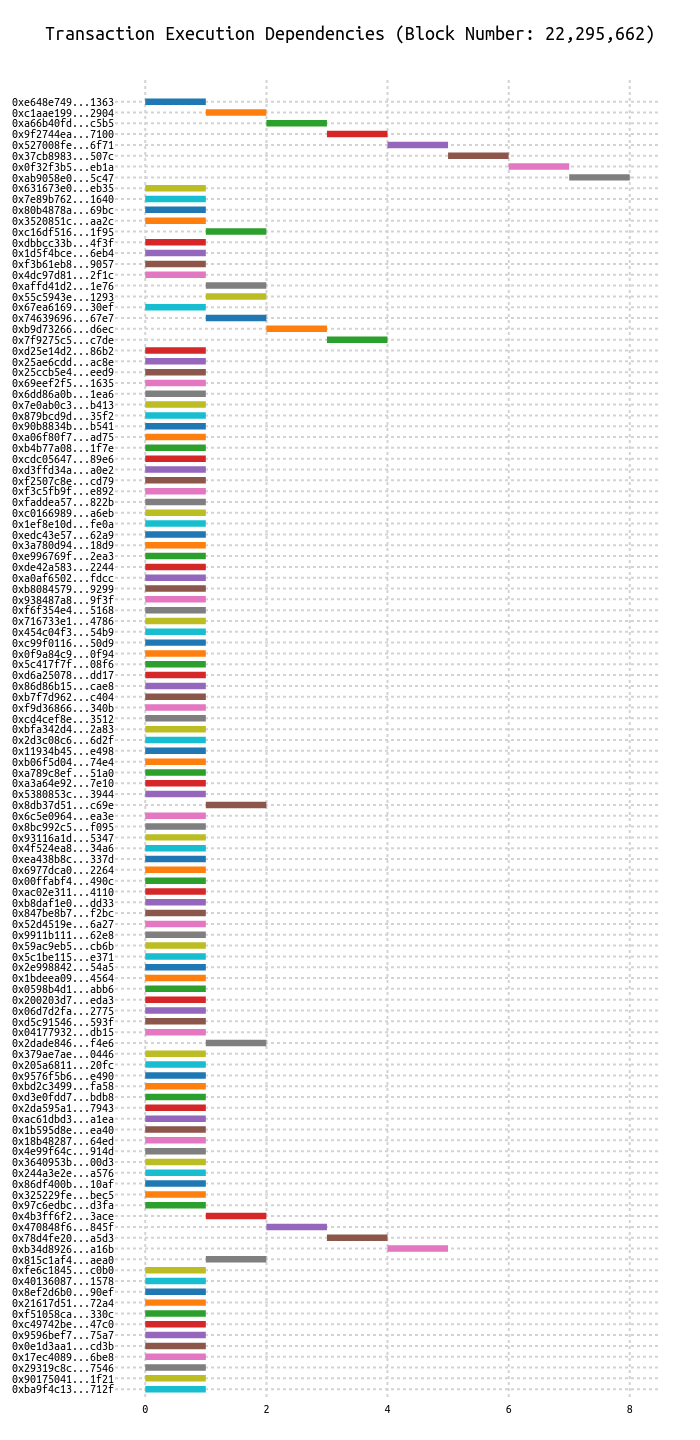 Transaction Execution Dependencies (Block Number: 22,295,662)
0xe648e749...1363
0xc1aae199...2904
0xa66b40fd...c5b5
0x9f2744ea...7100
0x527008fe...6f71
0x37cb8983...507c
0x0f32f3b5...eb1a
0xab9058e0...5c47
0x631673e0...eb35
0x7e89b762...1640
0x80b4878a...69bc
0x3520851c...aa2c
0xc16df516...1f95
0xdbbcc33b...4f3f
0x1d5f4bce...6eb4
0xf3b61eb8...9057
0x4dc97d81...2f1c
0xaffd41d2...1e76
0x55c5943e...1293
0x67ea6169...30ef
0x74639696...67e7
0xb9d73266...d6ec
0x7f9275c5...c7de
0xd25e14d2...86b2
0x25ae6cdd...ac8e
0x25ccb5e4...eed9
0x69eef2f5...1635
0x6dd86a0b...1ea6
0x7e0ab0c3...b413
0x879bcd9d...35f2
0x90b8834b...b541
0xa06f80f7...ad75
0xb4b77a08...1f7e
0xcdc05647...89e6
0xd3ffd34a...a0e2
0xf2507c8e...cd79
0xf3c5fb9f...e892
0xfaddea57...822b
0xc0166989...a6eb
0x1ef8e10d...fe0a
0xedc43e57...62a9
0x3a780d94...18d9
0xe996769f...2ea3
0xde42a583...2244
0xa0af6502...fdcc
0xb8084579...9299
0x938487a8...9f3f
0xf6f354e4...5168
0x716733e1...4786
0x454c04f3...54b9
0xc99f0116...50d9
0x0f9a84c9...0f94
0x5c417f7f...08f6
0xd6a25078...dd17
0x86d86b15...cae8
0xb7f7d962...c404
0xf9d36866...340b
0xcd4cef8e...3512
0xbfa342d4...2a83
0x2d3c08c6...6d2f
0x11934b45...e498
0xb06f5d04...74e4
0xa789c8ef...51a0
0xa3a64e92...7e10
0x5380853c...3944
0x8db37d51...c69e
0x6c5e0964...ea3e
0x8bc992c5...f095
0x93116a1d...5347
0x4f524ea8...34a6
0xea438b8c...337d
0x6977dca0...2264
0x00ffabf4...490c
0xac02e311...4110
0xb8daf1e0...dd33
0x847be8b7...f2bc
0x52d4519e...6a27
0x9911b111...62e8
0x59ac9eb5...cb6b
0x5c1be115...e371
0x2e998842...54a5
0x1bdeea09...4564
0x0598b4d1...abb6
0x200203d7...eda3
0x06d7d2fa...2775
0xd5c91546...593f
0x04177932...db15
0x2dade846...f4e6
0x379ae7ae...0446
0x205a6811...20fc
0x9576f5b6...e490
0xbd2c3499...fa58
0xd3e0fdd7...bdb8
0x2da595a1...7943
0xac61dbd3...a1ea
0x1b595d8e...ea40
0x18b48287...64ed
0x4e99f64c...914d
0x3640953b...00d3
0x244a3e2e...a576
0x86df400b...10af
0x325229fe...bec5
0x97c6edbc...d3fa
0x4b3ff6f2...3ace
0x470848f6...845f
0x78d4fe20...a5d3
0xb34d8926...a16b
0x815c1af4...aea0
0xfe6c1845...c0b0
0x40136087...1578
0x8ef2d6b0...90ef
0x21617d51...72a4
0xf51058ca...330c
0xc49742be...47c0
0x9596bef7...75a7
0x0e1d3aa1...cd3b
0x17ec4089...6be8
0x29319c8c...7546
0x90175041...1f21
0xba9f4c13...712f
0 2 4 6 8